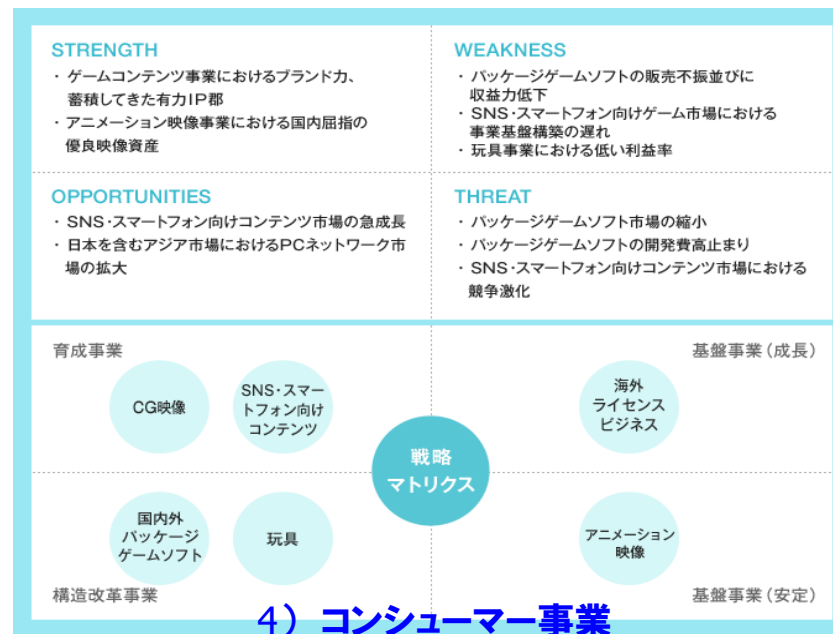 STRENGTH
・ ゲームコンテンツ事業におけるブランド力、
蓄積してきた有力IP郡
・ アニメーション映像事業における国内屈指の
優良映像資産
WEAKNESS
・ パッケージゲームソフトの販売不振並びに
収益力低下
・ SNS・スマートフォン向けゲーム市場における
事業基盤構築の遅れ
・ 玩具事業における低い利益率
OPPORTUNITIES
・ SNS・スマートフォン向けコンテンツ市場の急成長
・ 日本を含むアジア市場におけるPCネットワーク市
場の拡大
THREAT
・ パッケージゲームソフト市場の縮小
・ パッケージゲームソフトの開発費高止まり
・ SNS・スマートフォン向けコンテンツ市場における
競争激化
育成事業
基盤事業(成長)
CG映像
SNS・スマー
トフォン向け
コンテンツ
海外
ライセンス
ビジネス
戦略
マトリクス
国内外
パッケージ
ゲームソフト
玩具
アニメーション
映像
構造改革事業
基盤事業(安定)
4）コンシューマー事業